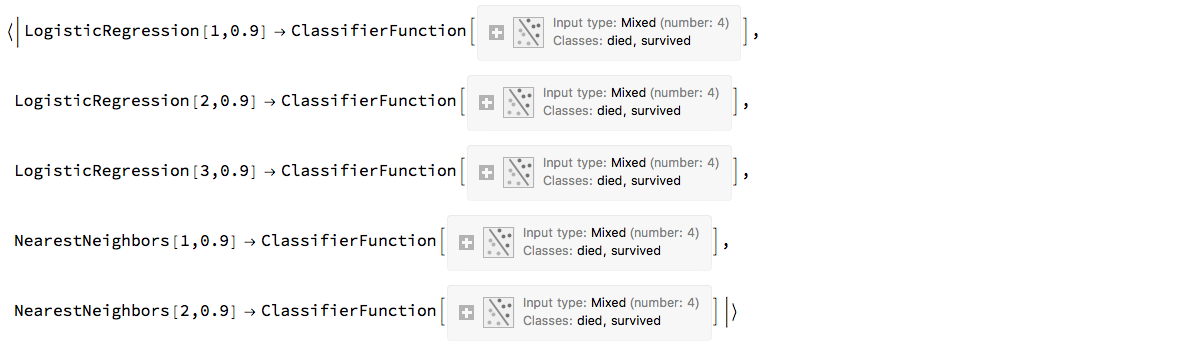 <|LogisticRegression[1,0.9] → ClassifierFunction[ Input type: Mixed (number: 4)
Classes: died, survived ],
LogisticRegression[2,0.9] → ClassifierFunction[ Input type: Mixed (number: 4)
Classes: died, survived ],
LogisticRegression[3,0.9] → ClassifierFunction[ Input type: Mixed (number: 4)
Classes: died, survived ],
NearestNeighbors[1,0.9] → ClassifierFunction[ Input type: Mixed (number: 4)
Classes: died, survived ],
NearestNeighbors[2,0.9] → ClassifierFunction[ Input type: Mixed (number: 4)
Classes: died, survived ]|>